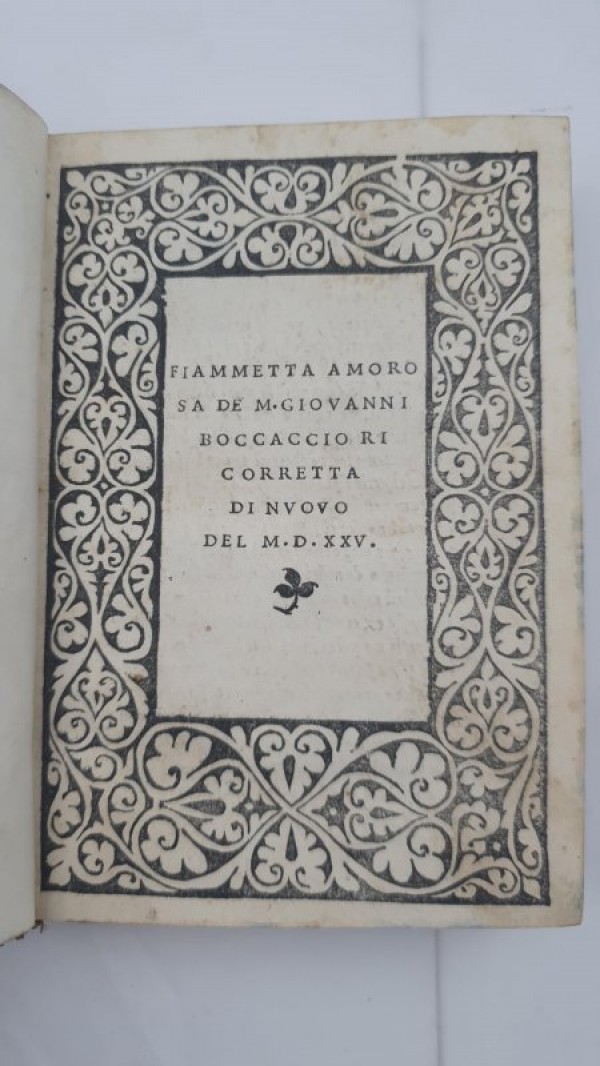 FIAMMETTA AMORO
SA DE M·GIOVANNI
BOCCACCIO RI
CORRETTA
DI NVOVO
DEL M·D·XXV.